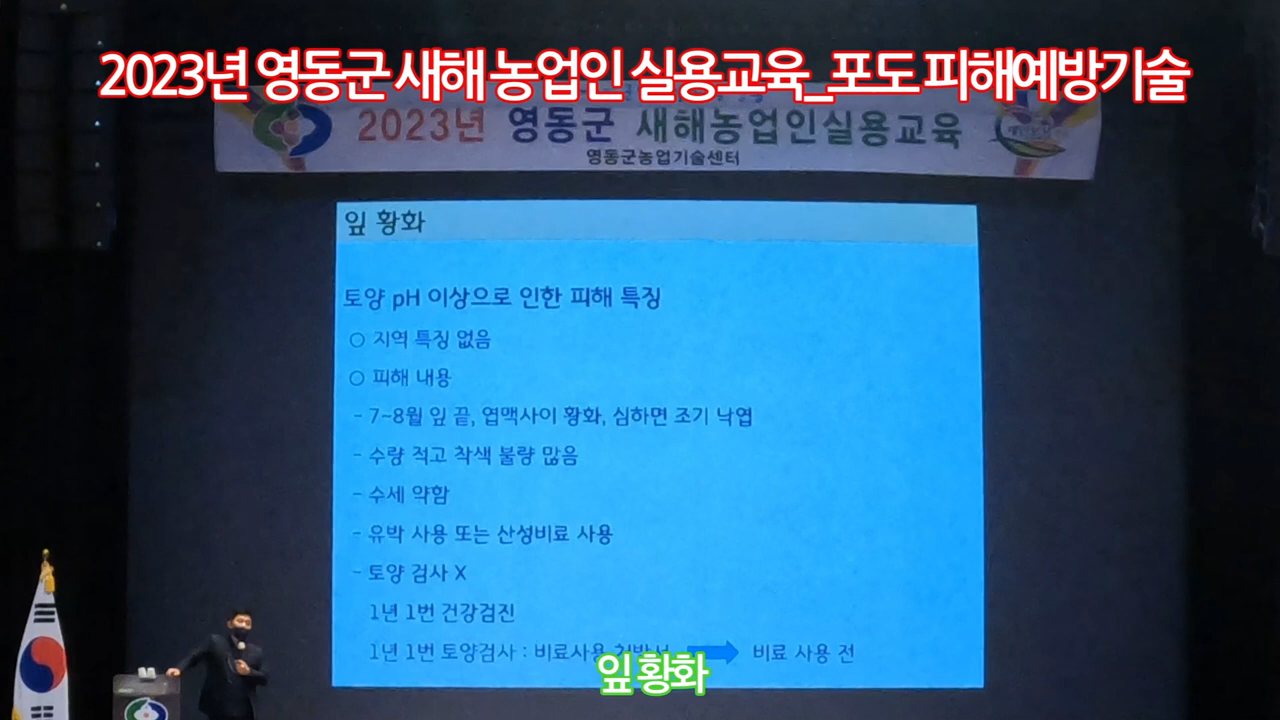 2023년 영동군 새해 농업인 실용교육_포도 피해예방기술
2023년 영동군 새해농업인실용교육
영동군농업기술센터
잎 황화
토양 pH 이상으로 인한 피해 특징
○ 지역 특징 없음
○ 피해 내용
- 7~8월 잎 끝, 엽맥사이 황화, 심하면 조기 낙엽
- 수량 적고 착색 불량 많음
- 수세 약함
- 유박 사용 또는 산성비료 사용
- 토양 검사 X
1년 1번 건강검진
1년 1번 토양검사 : 비료사용 처방서 → 비료 사용 전
잎 황화